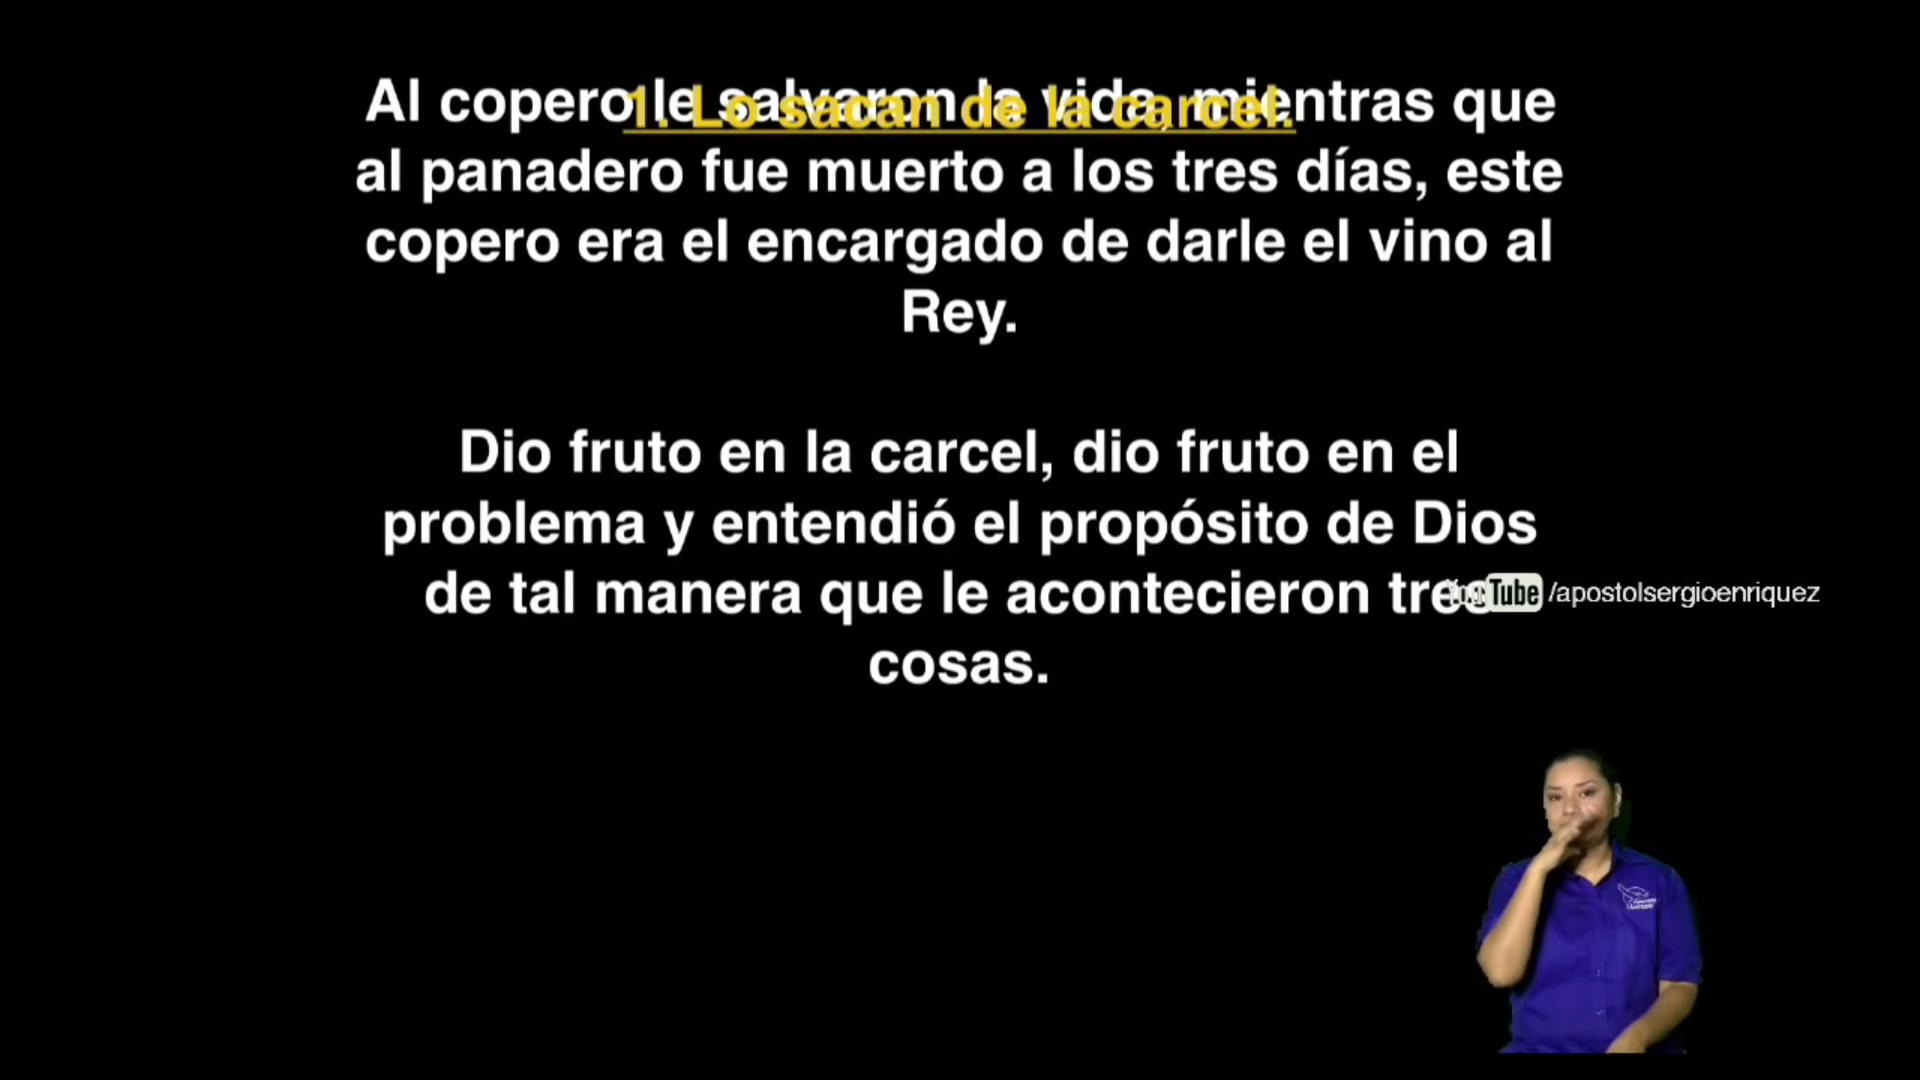 Al copero le salvaron la vida, mientras que
1. Lo sacan de la carcel.
al panadero fue muerto a los tres días, este
copero era el encargado de darle el vino al
Rey.
Dio fruto en la carcel, dio fruto en el
problema y entendió el propósito de Dios
de tal manera que le acontecieron tres
YouTube /apostolsergioenriquez
cosas.